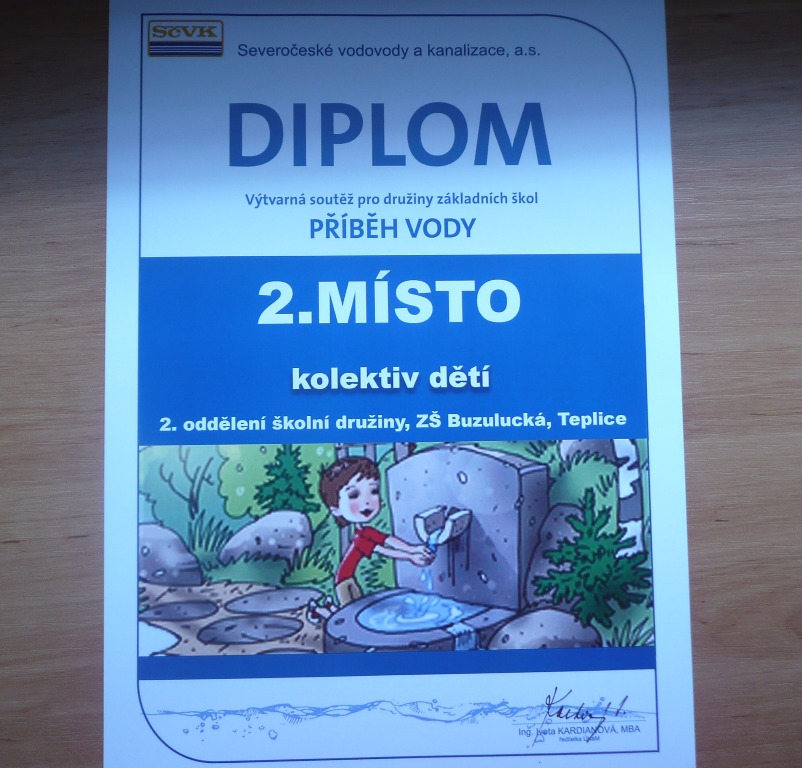 SčVK
Severočeské vodovody a kanalizace, a.s.
DIPLOM
Výtvarná soutěž pro družiny základních škol
PŘÍBĚH VODY
2.MÍSTO
kolektiv dětí
2. oddělení školní družiny, ZŠ Buzulucká, Teplice
Ing. Iveta KARDIANOVÁ, MBA
ředitelka